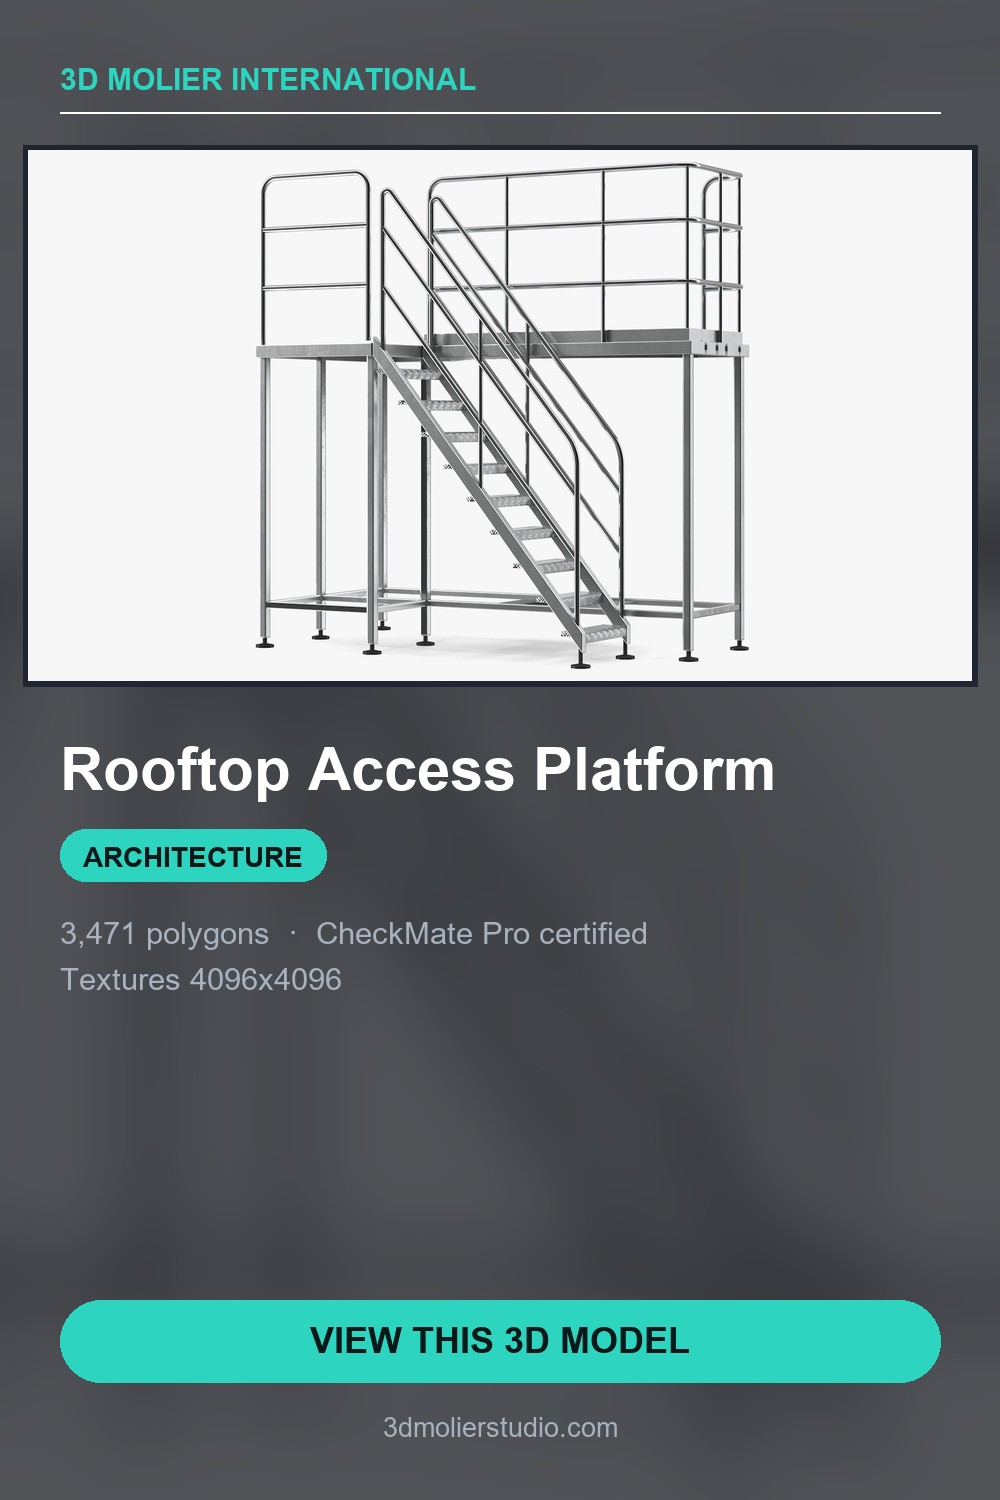 3D MOLIER INTERNATIONAL
Rooftop Access Platform
ARCHITECTURE
3,471 polygons · CheckMate Pro certified
Textures 4096x4096
VIEW THIS 3D MODEL
3dmolierstudio.com